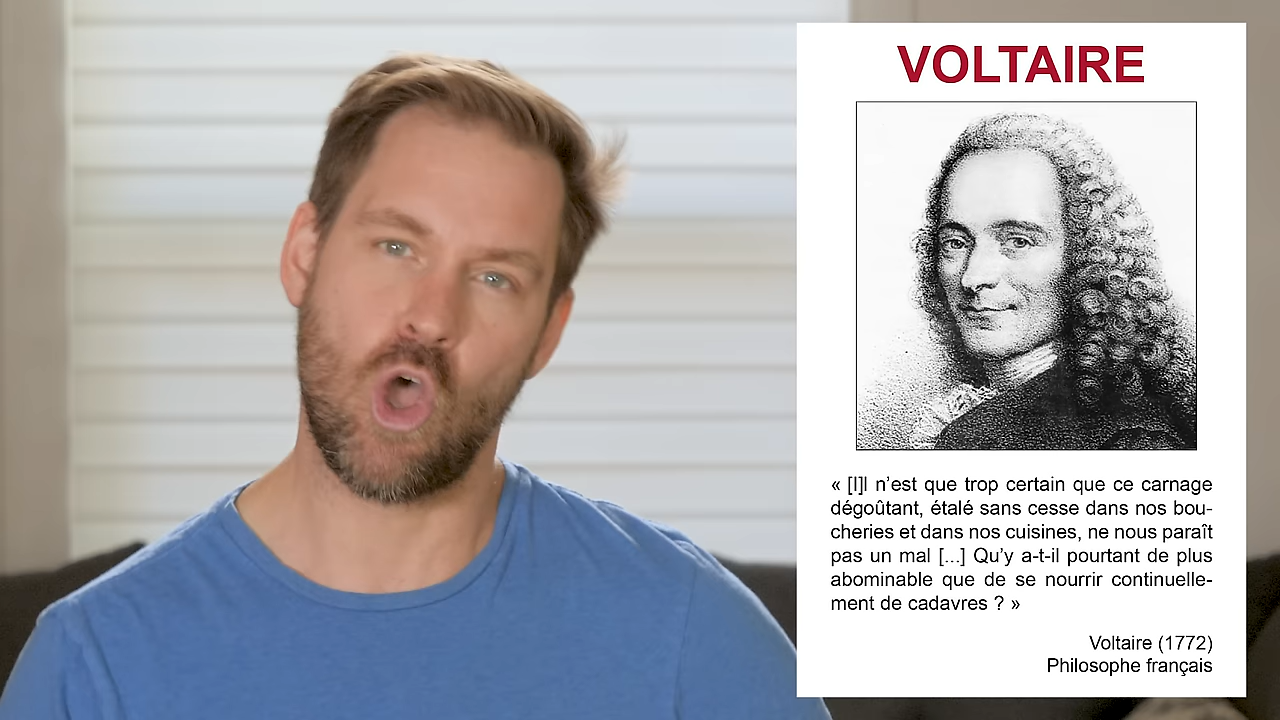 VOLTAIRE
« [I]l n’est que trop certain que ce carnage
dégoûtant, étalé sans cesse dans nos bou-
cheries et dans nos cuisines, ne nous paraît
pas un mal [...] Qu’y a-t-il pourtant de plus
abominable que de se nourrir continuelle-
ment de cadavres ? »
Voltaire (1772)
Philosophe français